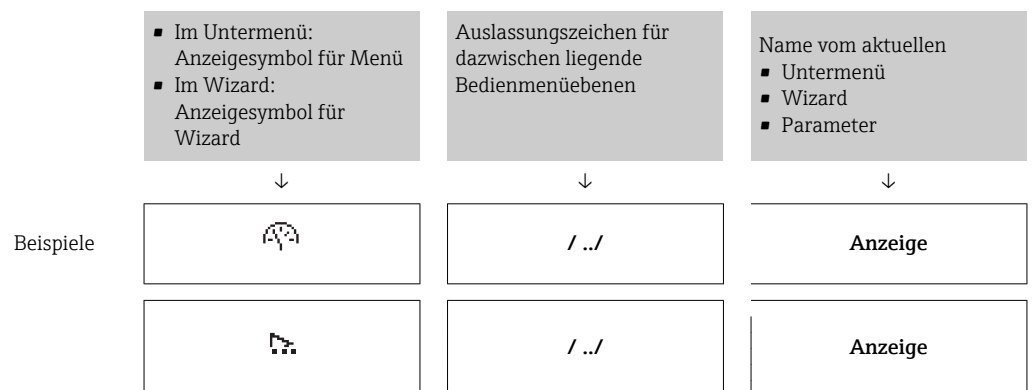 ▪ Im Untermenü:
Anzeigesymbol für Menü
▪ Im Wizard:
Anzeigesymbol für
Wizard
Auslassungszeichen für
dazwischen liegende
Bedienmenüebenen
Name vom aktuellen
▪ Untermenü
▪ Wizard
▪ Parameter
↓ ↓ ↓
Beispiele
/ ../
Anzeige
/ ../
Anzeige